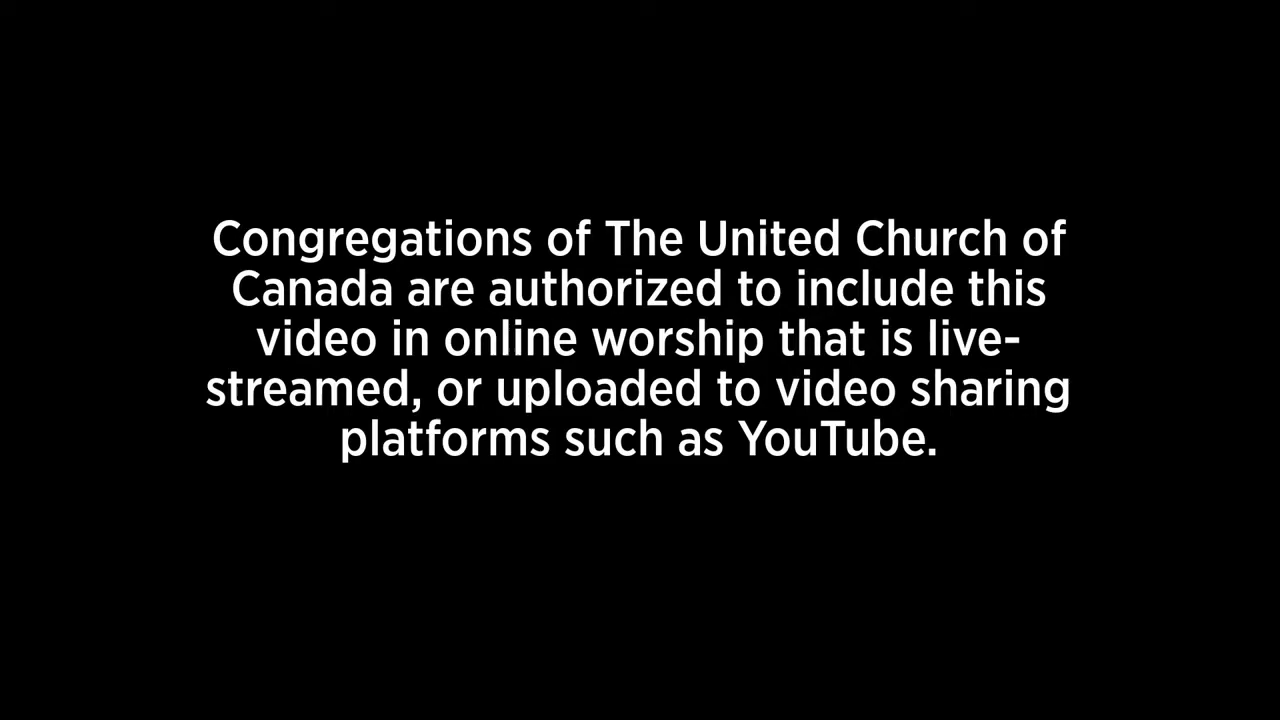 Congregations of The United Church of
Canada are authorized to include this
video in online worship that is live-
streamed, or uploaded to video sharing
platforms such as YouTube.